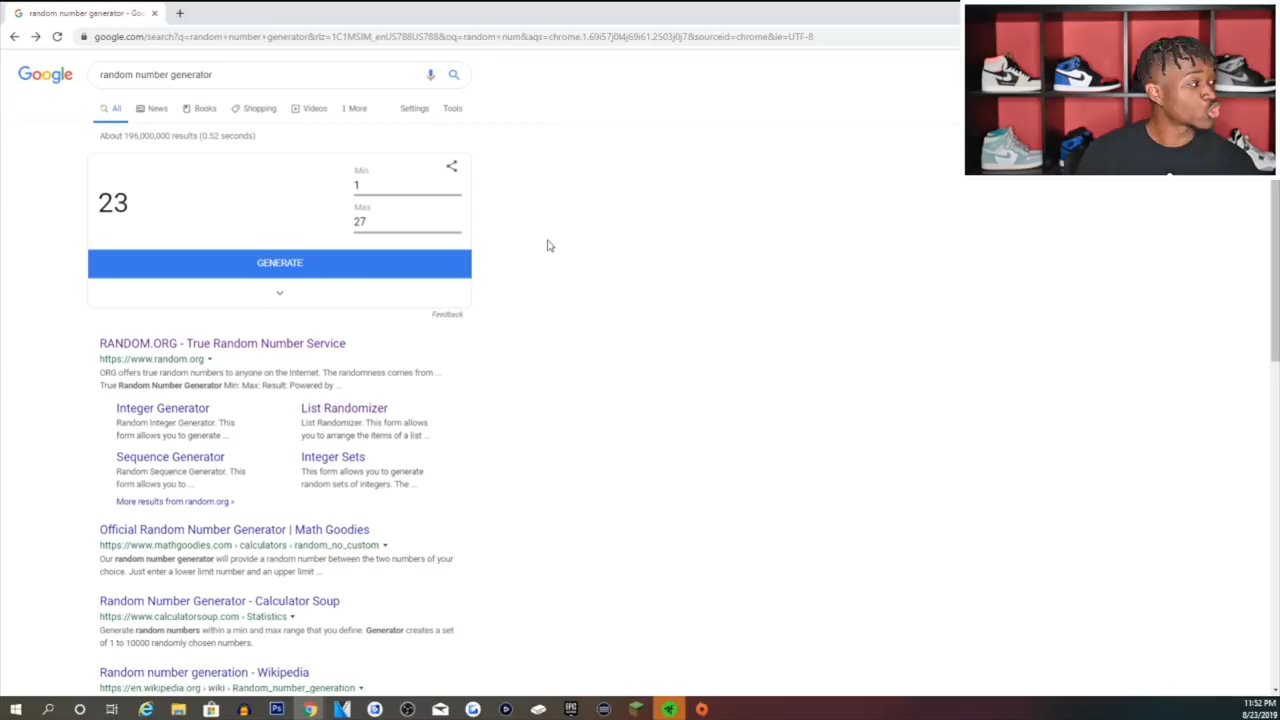 random number generator - Goo
google.com/search?q=random+number+generator&rlz=1C1MSIM_enUS788US788&oq=random+num&aqs=chrome.1.69i57j0l4j69i61.2503j0j7&sourceid=chrome&ie=UTF-8
Google
random number generator
All News Books Shopping Videos More Settings Tools
About 196,000,000 results (0.52 seconds)
Min
1
23
Max
27
GENERATE
Feedback
RANDOM.ORG - True Random Number Service
https://www.random.org
ORG offers true random numbers to anyone on the Internet. The randomness comes from ...
True Random Number Generator Min: Max: Result: Powered by ...
Integer Generator
Random Integer Generator. This
form allows you to generate ...
List Randomizer
List Randomizer. This form allows
you to arrange the items of a list ...
Sequence Generator
Random Sequence Generator. This
form allows you to ...
Integer Sets
This form allows you to generate
random sets of integers. The ...
More results from random.org »
Official Random Number Generator | Math Goodies
https://www.mathgoodies.com › calculators › random_no_custom
Our random number generator will provide a random number between the two numbers of your
choice. Just enter a lower limit number and an upper limit ...
Random Number Generator - Calculator Soup
https://www.calculatorsoup.com › Statistics
Generate random numbers within a min and max range that you define. Generator creates a set
of 1 to 10000 randomly chosen numbers.
Random number generation - Wikipedia
https://en.wikipedia.org › wiki › Random_number_generation
Ps
EPIC
11:52 PM
8/23/2019